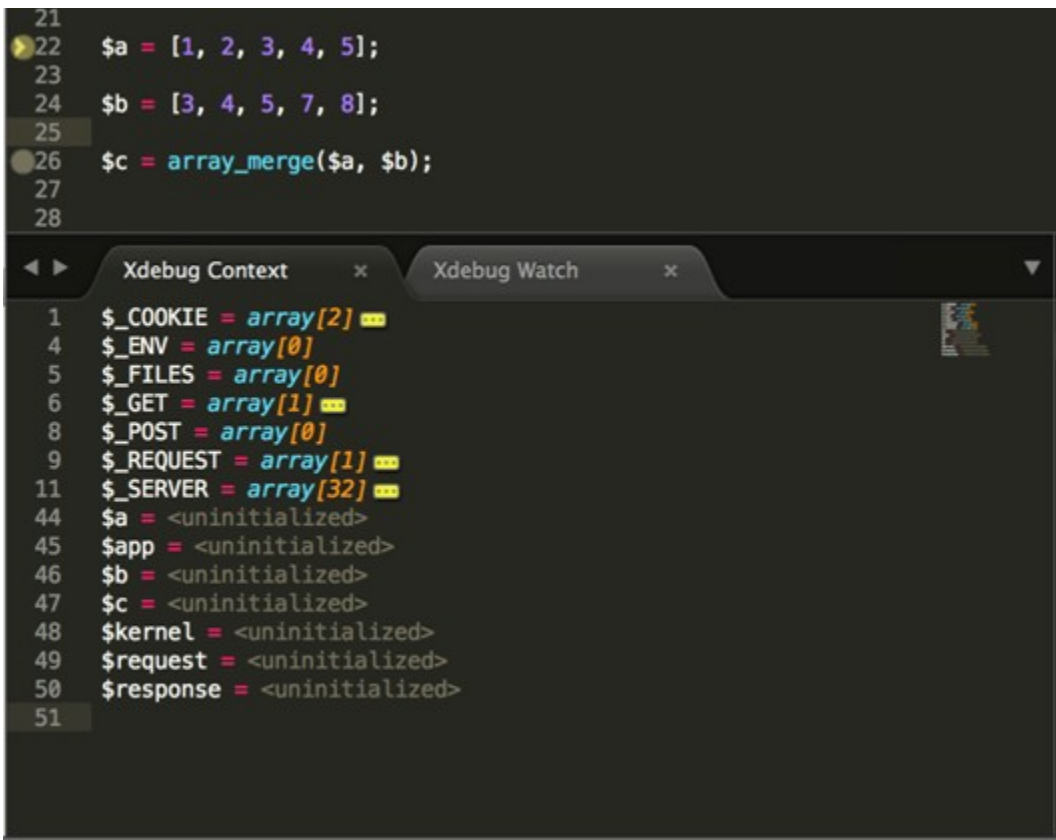 21
22 $a = [1, 2, 3, 4, 5];
23
24 $b = [3, 4, 5, 7, 8];
25
26 $c = array_merge($a, $b);
27
28
Xdebug Context × Xdebug Watch ×
1 $_COOKIE = array[2]
4 $_ENV = array[0]
5 $_FILES = array[0]
6 $_GET = array[1]
8 $_POST = array[0]
9 $_REQUEST = array[1]
11 $_SERVER = array[32]
44 $a = <uninitialized>
45 $app = <uninitialized>
46 $b = <uninitialized>
47 $c = <uninitialized>
48 $kernel = <uninitialized>
49 $request = <uninitialized>
50 $response = <uninitialized>
51